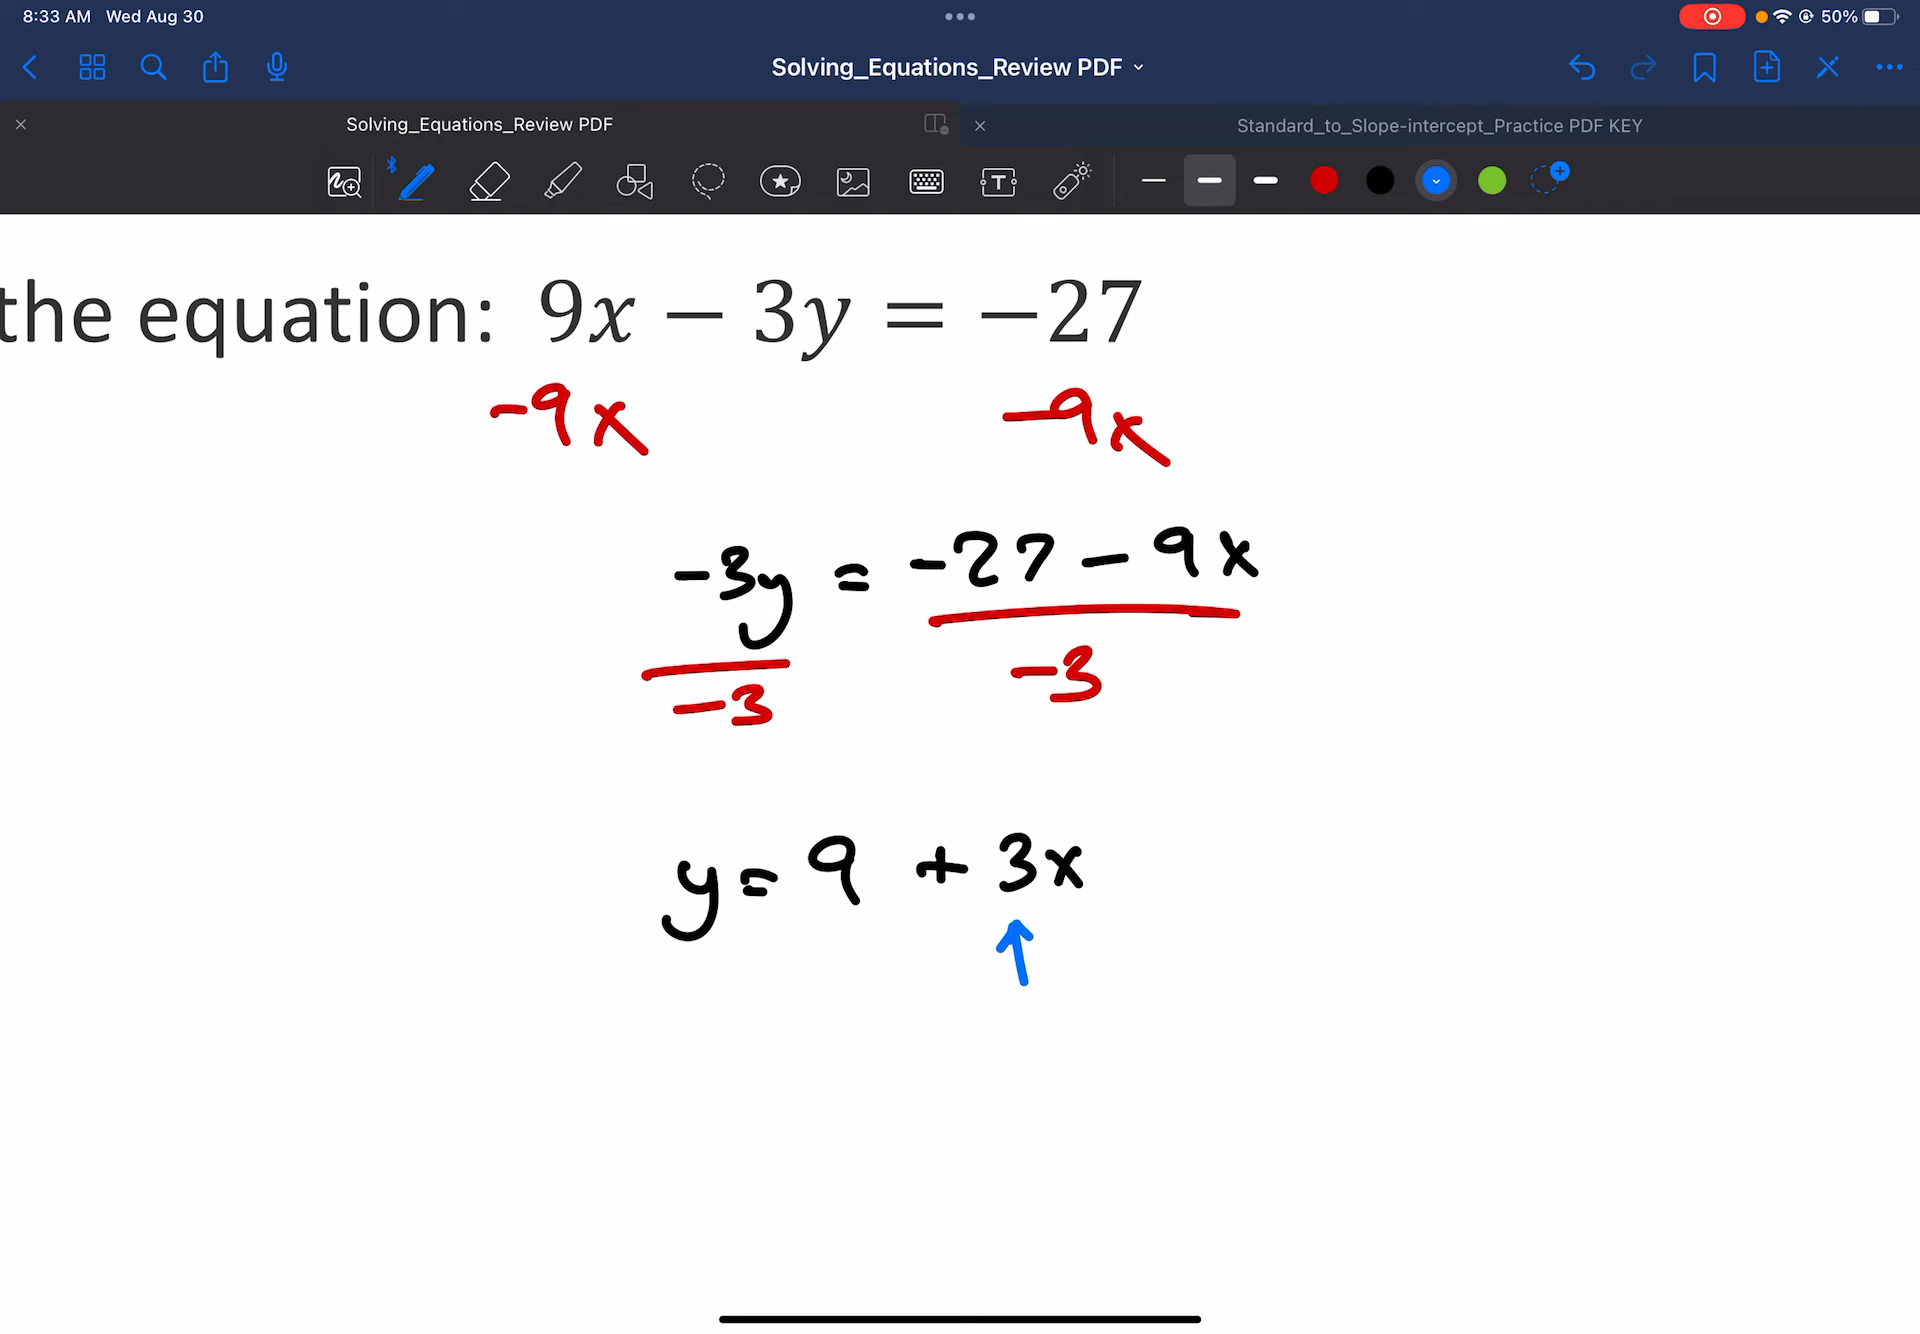 8:33 AM Wed Aug 30
50%
Solving_Equations_Review PDF
Solving_Equations_Review PDF
Standard_to_Slope-intercept_Practice PDF KEY
the equation: 9x − 3y = −27
-9x -9x
-3y = -27 - 9x
-3 -3
y = 9 + 3x